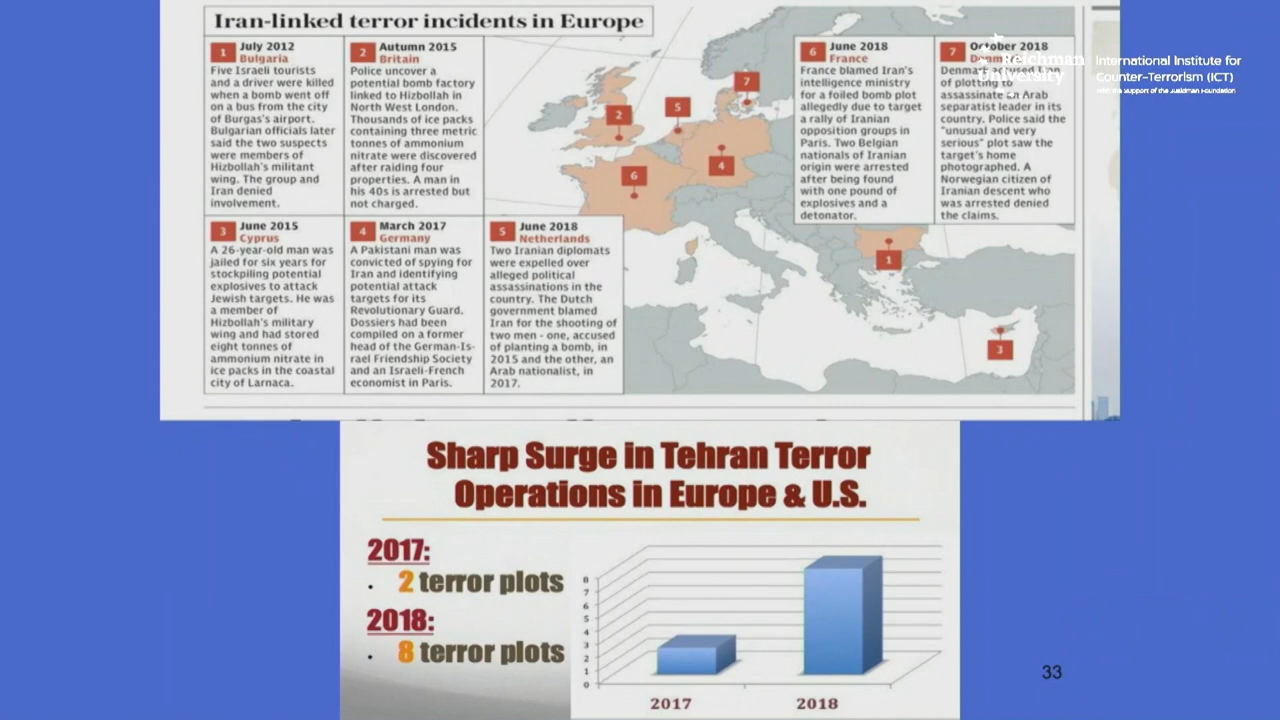 Iran-linked terror incidents in Europe
1 July 2012
Bulgaria
Five Israeli tourists
and a driver were killed
when a bomb went off
on a bus from the city
of Burgas's airport.
Bulgarian officials later
said the two suspects
were members of
Hizbollah's militant
wing. The group and
Iran denied
involvement.
2 Autumn 2015
Britain
Police uncover a
potential bomb factory
linked to Hizbollah in
North West London.
Thousands of ice packs
containing three metric
tonnes of ammonium
nitrate were discovered
after raiding four
properties. A man in
his 40s is arrested but
not charged.
3 June 2015
Cyprus
A 26-year-old man was
jailed for six years for
stockpiling potential
explosives to attack
Jewish targets. He was
a member of
Hizbollah's military
wing and had stored
eight tonnes of
ammonium nitrate in
ice packs in the coastal
city of Larnaca.
4 March 2017
Germany
A Pakistani man was
convicted of spying for
Iran and identifying
potential attack
targets for its
Revolutionary Guard.
Dossiers had been
compiled on a former
head of the German-Is-
rael Friendship Society
and an Israeli-French
economist in Paris.
5 June 2018
Netherlands
Two Iranian diplomats
were expelled over
alleged political
assassinations in the
country. The Dutch
government blamed
Iran for the shooting of
two men - one, accused
of planting a bomb, in
2015 and the other, an
Arab nationalist, in
2017.
6 June 2018
France
France blamed Iran's
intelligence ministry
for a foiled bomb plot
allegedly due to target
a rally of Iranian
opposition groups in
Paris. Two Belgian
nationals of Iranian
origin were arrested
after being found
with one pound of
explosives and a
detonator.
7 October 2018
Denmark
of plotting to
assassinate an Arab
separatist leader in its
country. Police said the
"unusual and very
serious" plot saw the
target's home
photographed. A
Norwegian citizen of
Iranian descent who
was arrested denied
the claims.
7
2
5
4
6
1
3
Reichman
University
International Institute for
Counter-Terrorism (ICT)
With the support of the Foundation
Sharp Surge in Tehran Terror
Operations in Europe & U.S.
2017:
. 2 terror plots
2018:
. 8 terror plots
8
7
6
5
4
3
2
1
0
2017 2018
33